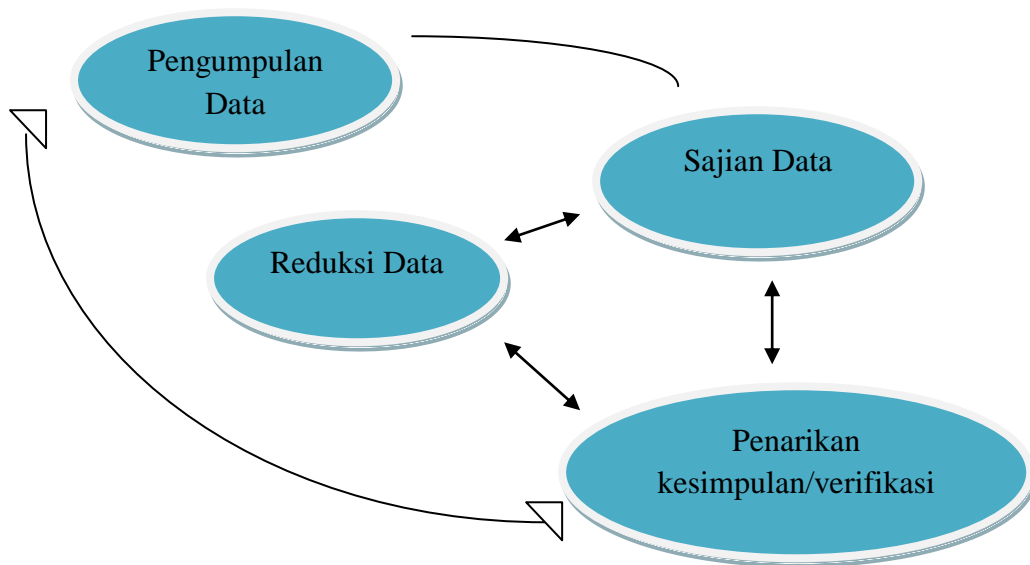 Pengumpulan
Data
Sajian Data
Reduksi Data
Penarikan
kesimpulan/verifikasi